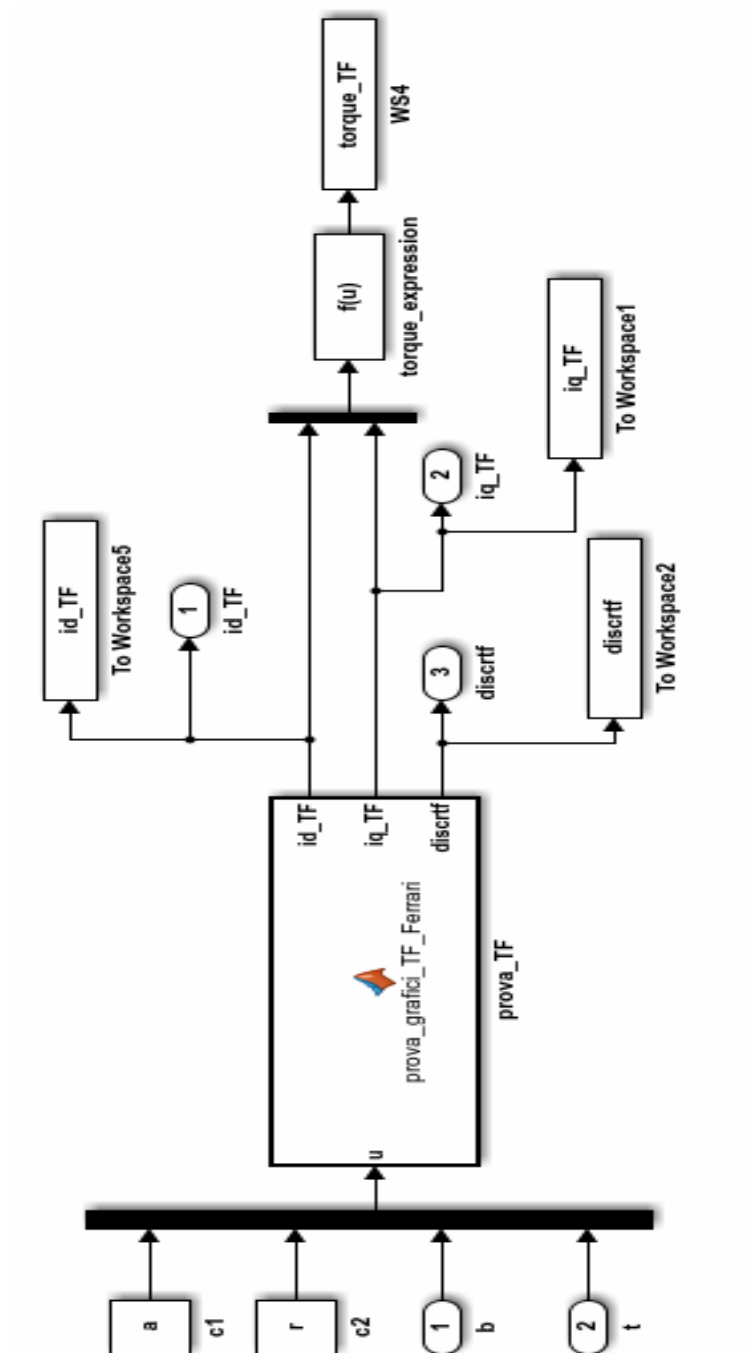 a
c1
r
c2
1
b
2
t
u
prova_grafici_TF_Ferrari
id_TF
iq_TF
discrtf
prova_TF
id_TF
To Workspace5
1
id_TF
3
discrtf
discrtf
To Workspace2
2
iq_TF
iq_TF
To Workspace1
f(u)
torque_expression
torque_TF
WS4